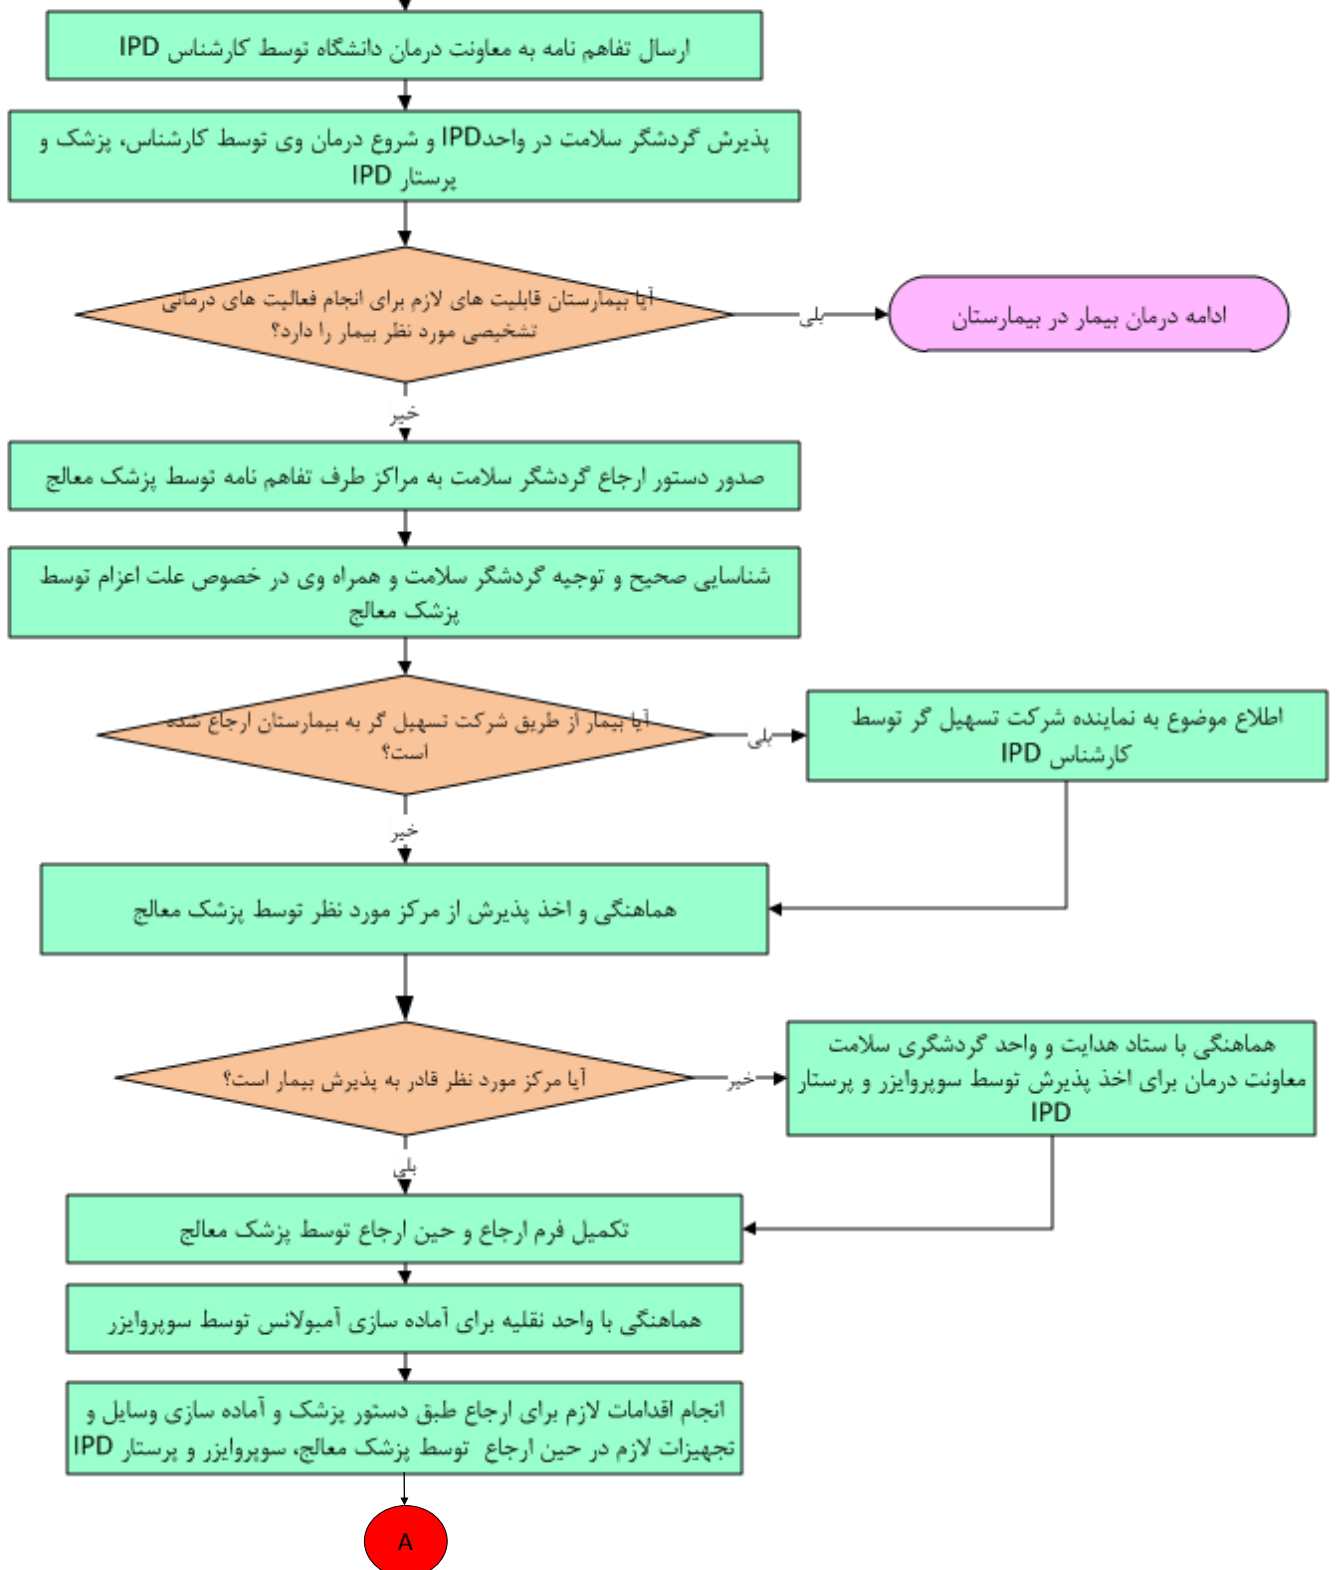 ارسال تفاهم نامه به معاونت درمان دانشگاه توسط کارشناس IPD
پذیرش گردشگر سلامت در واحدIPD و شروع درمان وی توسط کارشناس، پزشک و
پرستار IPD
آیا بیمارستان قابلیت های لازم برای انجام فعالیت های درمانی
تشخیصی مورد نظر بیمار را دارد؟
بلی
ادامه درمان بیمار در بیمارستان
خیر
صدور دستور ارجاع گردشگر سلامت به مراکز طرف تفاهم نامه توسط پزشک معالج
شناسایی صحیح و توجیه گردشگر سلامت و همراه وی در خصوص علت اعزام توسط
پزشک معالج
آیا بیمار از طریق شرکت تسهیل گر به بیمارستان ارجاع شده
است؟
بلی
اطلاع موضوع به نماینده شرکت تسهیل گر توسط
کارشناس IPD
خیر
هماهنگی و اخذ پذیرش از مرکز مورد نظر توسط پزشک معالج
آیا مرکز مورد نظر قادر به پذیرش بیمار است؟
خیر
هماهنگی با ستاد هدایت و واحد گردشگری سلامت
معاونت درمان برای اخذ پذیرش توسط سوپروایزر و پرستار
IPD
بلی
تکمیل فرم ارجاع و حین ارجاع توسط پزشک معالج
هماهنگی با واحد نقلیه برای آماده سازی آمبولانس توسط سوپروایزر
انجام اقدامات لازم برای ارجاع طبق دستور پزشک و آماده سازی وسایل و
تجهیزات لازم در حین ارجاع توسط پزشک معالج، سوپروایزر و پرستار IPD
A